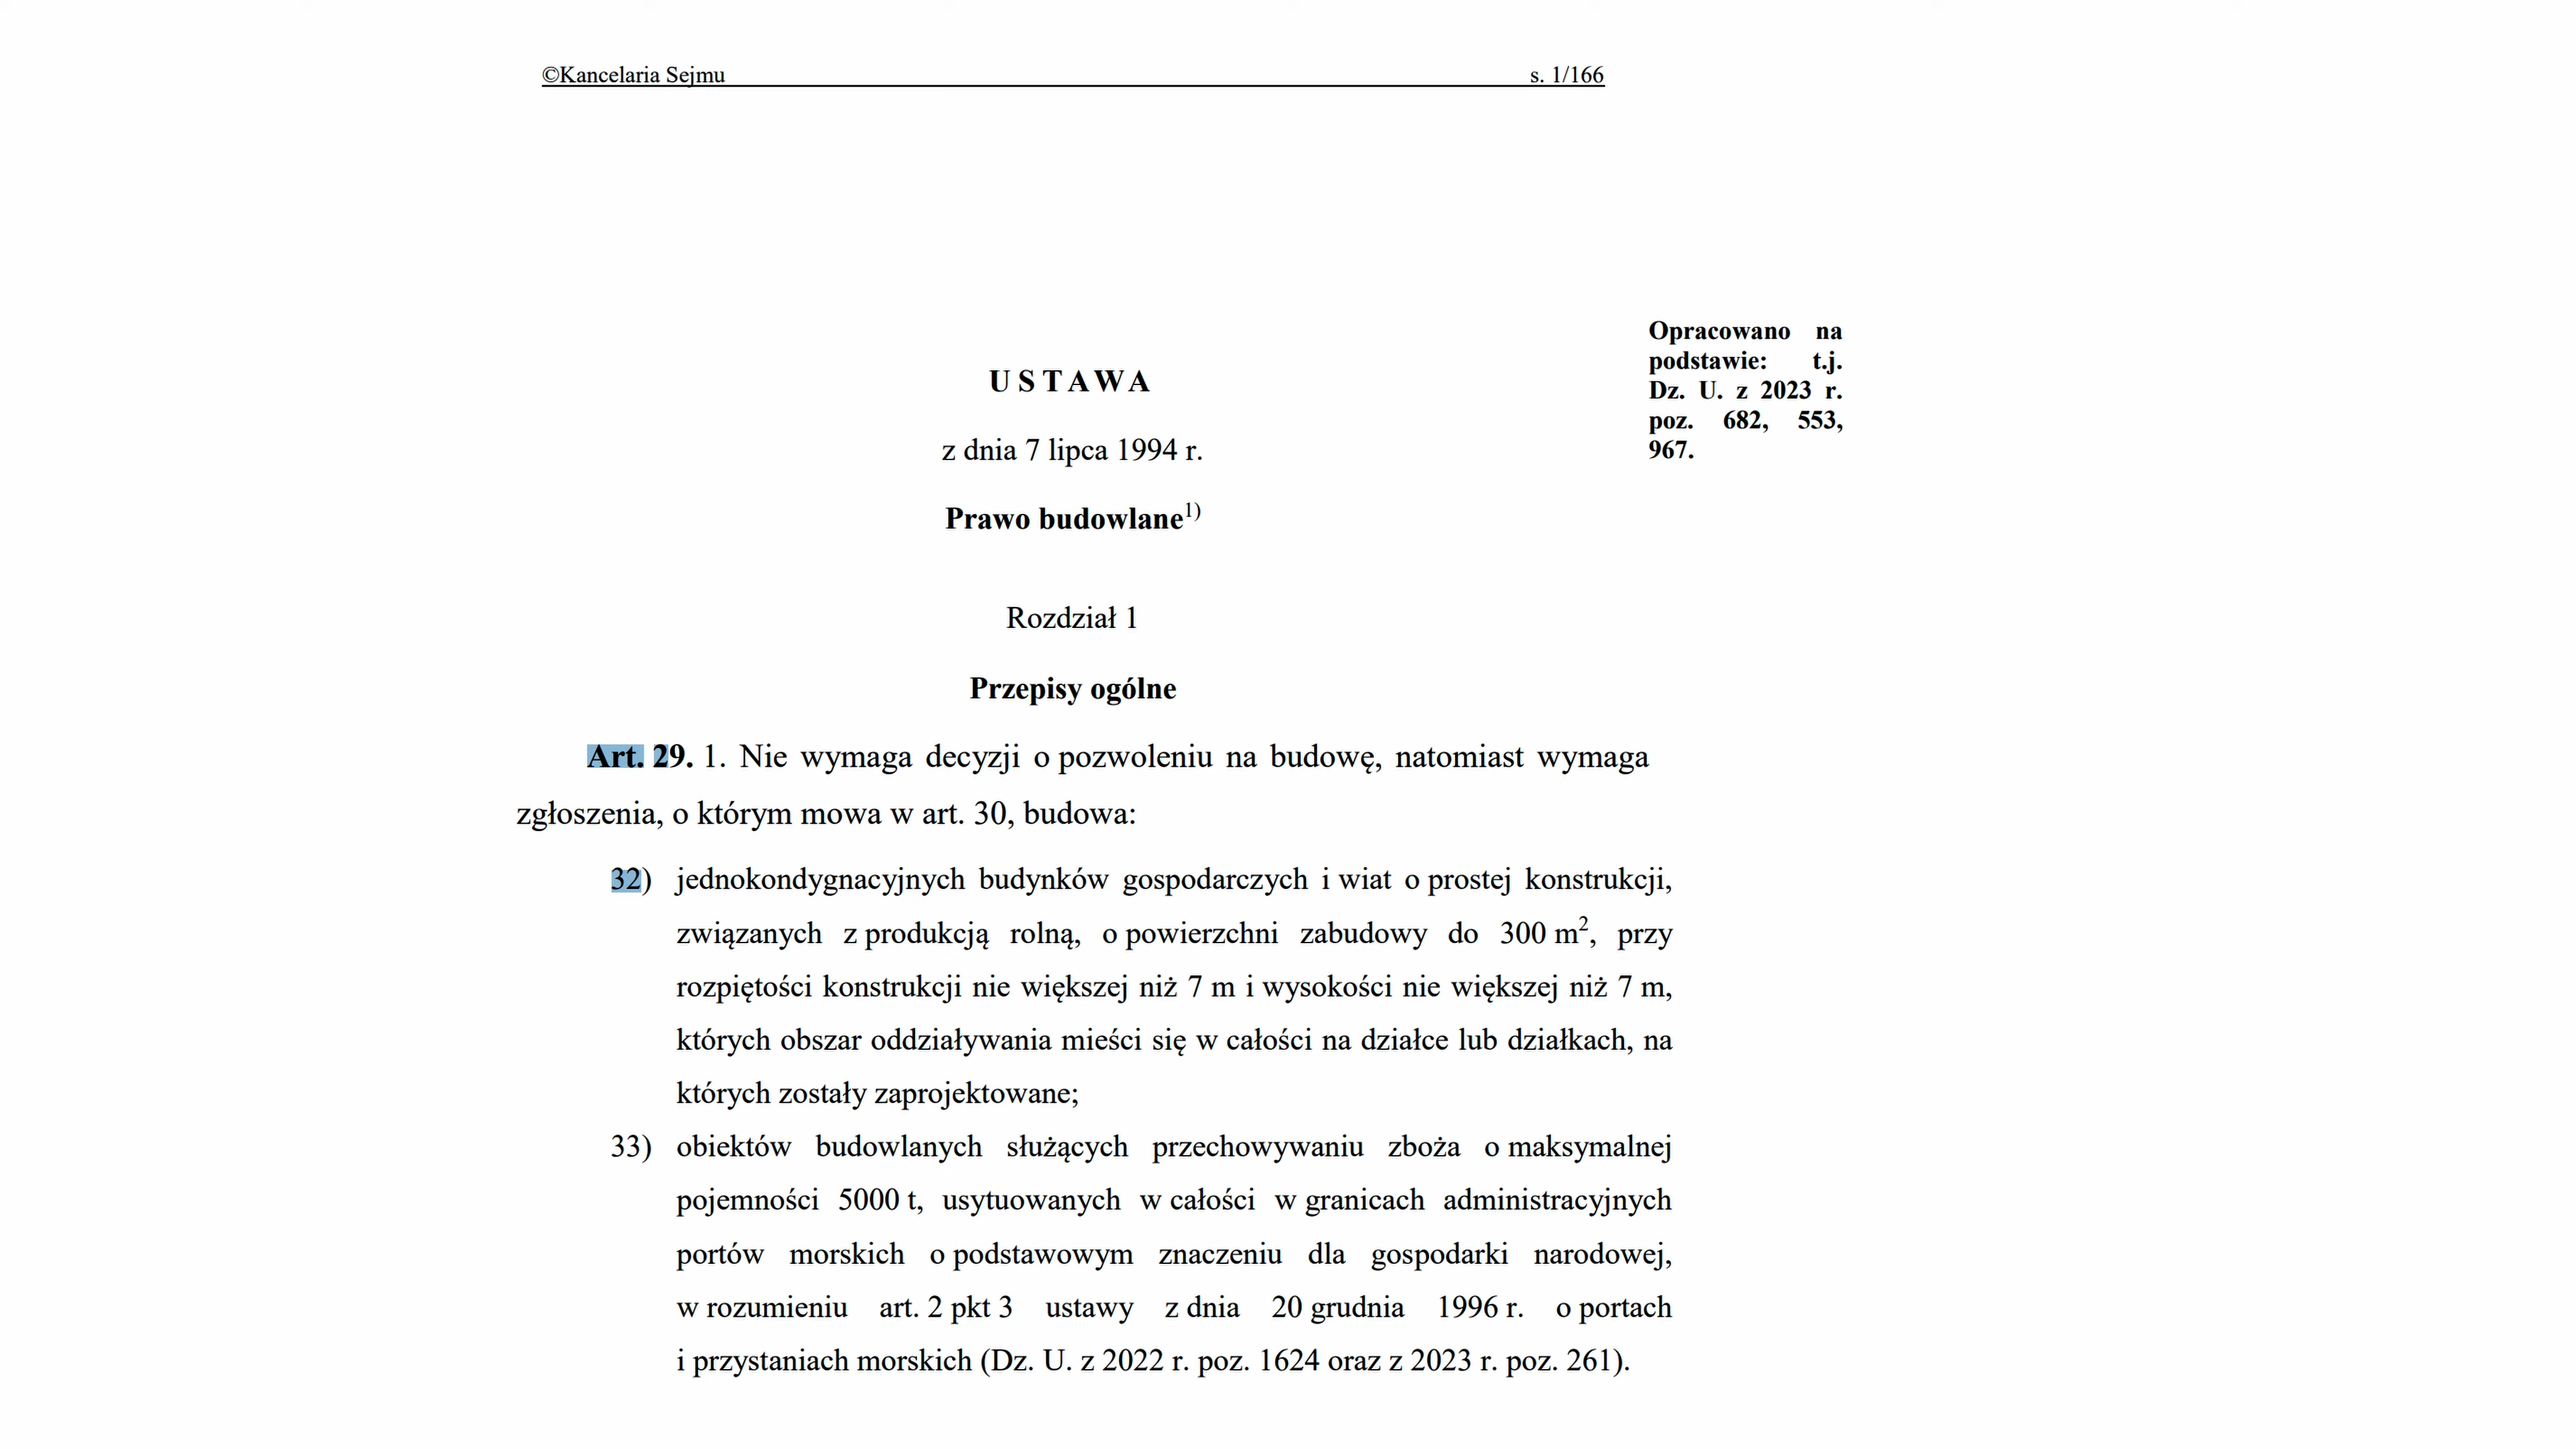 ©Kancelaria Sejmu s. 1/166
Opracowano na
podstawie: t.j.
Dz. U. z 2023 r.
poz. 682, 553,
967.
USTAWA
z dnia 7 lipca 1994 r.
Prawo budowlane1)
Rozdział 1
Przepisy ogólne
Art. 29. 1. Nie wymaga decyzji o pozwoleniu na budowę, natomiast wymaga
zgłoszenia, o którym mowa w art. 30, budowa:
32) jednokondygnacyjnych budynków gospodarczych i wiat o prostej konstrukcji,
związanych z produkcją rolną, o powierzchni zabudowy do 300 m2, przy
rozpiętości konstrukcji nie większej niż 7 m i wysokości nie większej niż 7 m,
których obszar oddziaływania mieści się w całości na działce lub działkach, na
których zostały zaprojektowane;
33) obiektów budowlanych służących przechowywaniu zboża o maksymalnej
pojemności 5000 t, usytuowanych w całości w granicach administracyjnych
portów morskich o podstawowym znaczeniu dla gospodarki narodowej,
w rozumieniu art. 2 pkt 3 ustawy z dnia 20 grudnia 1996 r. o portach
i przystaniach morskich (Dz. U. z 2022 r. poz. 1624 oraz z 2023 r. poz. 261).